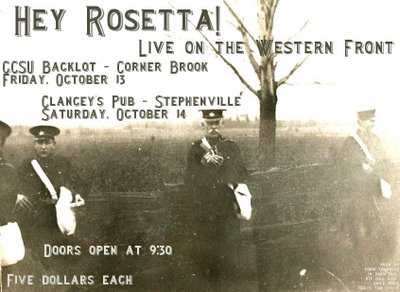 Hey Rosetta!
Live on the Western Front
GCSU Backlot - Corner Brook
Friday, October 13
Clancey's Pub - Stephenville
Saturday, October 14
Doors open at 9:30
Five dollars each